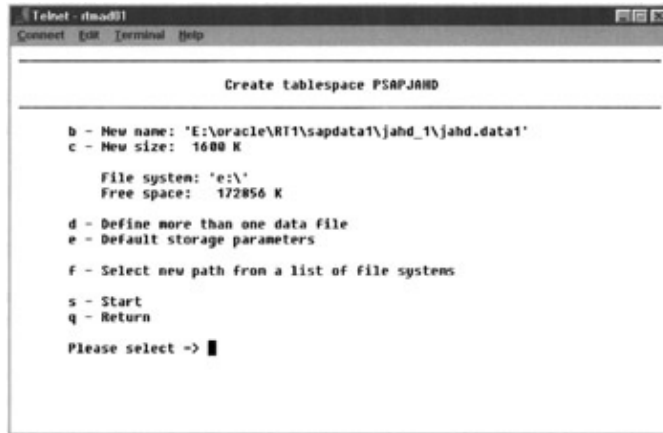 Telnet - rtmad01
Connect Edit Terminal Help
Create tablespace PSAPJAHD
b - New name: 'E:\oracle\RT1\sapdata1\jahd_1\jahd.data1'
c - New size: 1600 K
File system: 'e:\'
Free space: 172856 K
d - Define more than one data file
e - Default storage parameters
f - Select new path from a list of file systems
s - Start
q - Return
Please select ->